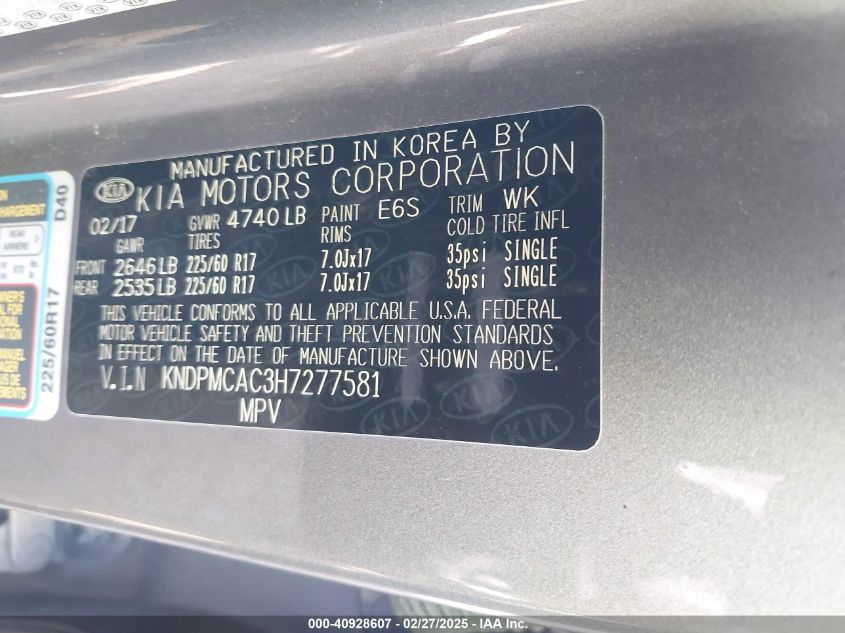 MANUFACTURED IN KOREA BY
KIA KIA MOTORS CORPORATION
02/17 GVWR 4740 LB PAINT E6S TRIM WK
GAWR TIRES RIMS COLD TIRE INFL
FRONT 2646 LB 225/60 R17 7.0Jx17 35psi SINGLE
REAR 2535 LB 225/60 R17 7.0Jx17 35psi SINGLE
THIS VEHICLE CONFORMS TO ALL APPLICABLE U.S.A. FEDERAL
MOTOR VEHICLE SAFETY AND THEFT PREVENTION STANDARDS
IN EFFECT ON THE DATE OF MANUFACTURE SHOWN ABOVE.
V.I.N KNDPMCAC3H7277581
MPV
D40
225/60R17
REAR
ARRIÈRE
MANUEL
000-40928607 - 02/27/2025 - IAA Inc.